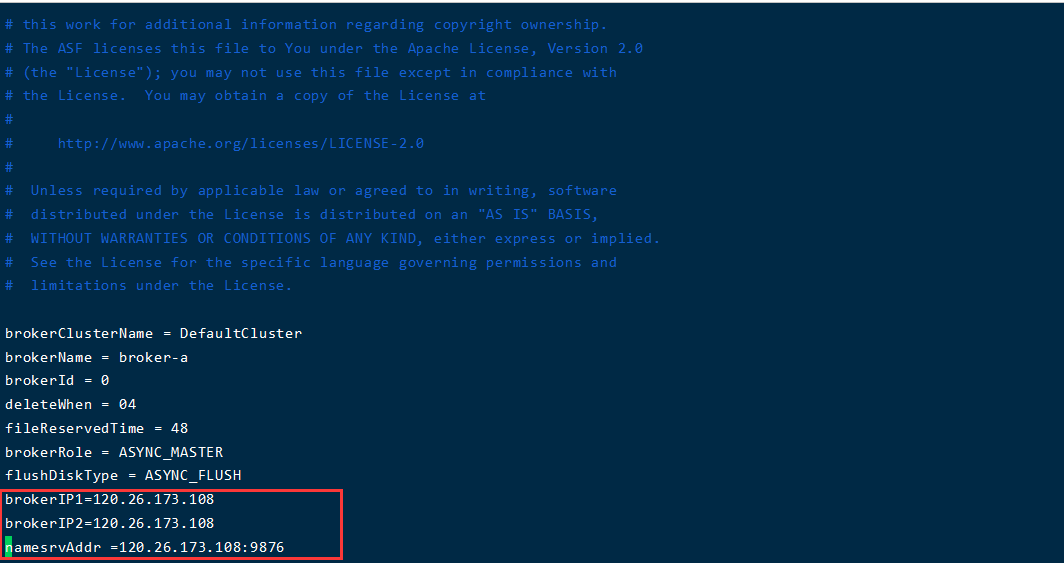 # this work for additional information regarding copyright ownership.
# The ASF licenses this file to You under the Apache License, Version 2.0
# (the "License"); you may not use this file except in compliance with
# the License.  You may obtain a copy of the License at
#
#     http://www.apache.org/licenses/LICENSE-2.0
#
#  Unless required by applicable law or agreed to in writing, software
#  distributed under the License is distributed on an "AS IS" BASIS,
#  WITHOUT WARRANTIES OR CONDITIONS OF ANY KIND, either express or implied.
#  See the License for the specific language governing permissions and
#  limitations under the License.
brokerClusterName = DefaultCluster
brokerName = broker-a
brokerId = 0
deleteWhen = 04
fileReservedTime = 48
brokerRole = ASYNC_MASTER
flushDiskType = ASYNC_FLUSH
brokerIP1=120.26.173.108
brokerIP2=120.26.173.108
namesrvAddr =120.26.173.108:9876